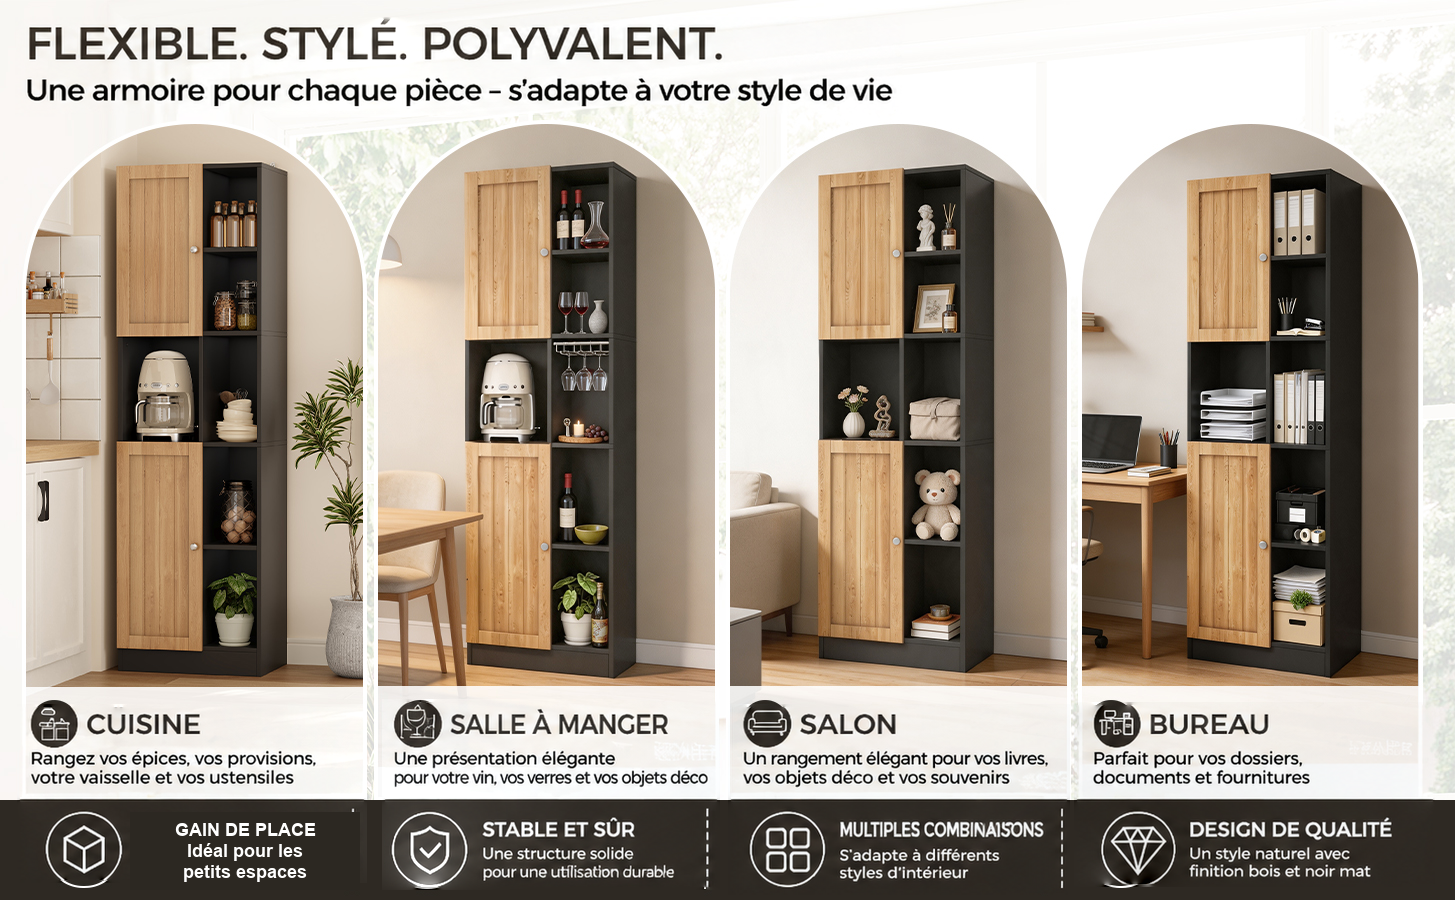 FLEXIBLE. STYLÉ. POLYVALENT.
Une armoire pour chaque pièce – s’adapte à votre style de vie
CUISINE
Rangez vos épices, vos provisions,
votre vaisselle et vos ustensiles
SALLE À MANGER
Une présentation élégante
pour votre vin, vos verres et vos objets déco
SALON
Un rangement élégant pour vos livres,
vos objets déco et vos souvenirs
BUREAU
Parfait pour vos dossiers,
documents et fournitures
GAIN DE PLACE
Idéal pour les
petits espaces
STABLE ET SÛR
Une structure solide
pour une utilisation durable
MULTIPLES COMBINAISONS
S’adapte à différents
styles d’intérieur
DESIGN DE QUALITÉ
Un style naturel avec
finition bois et noir mat